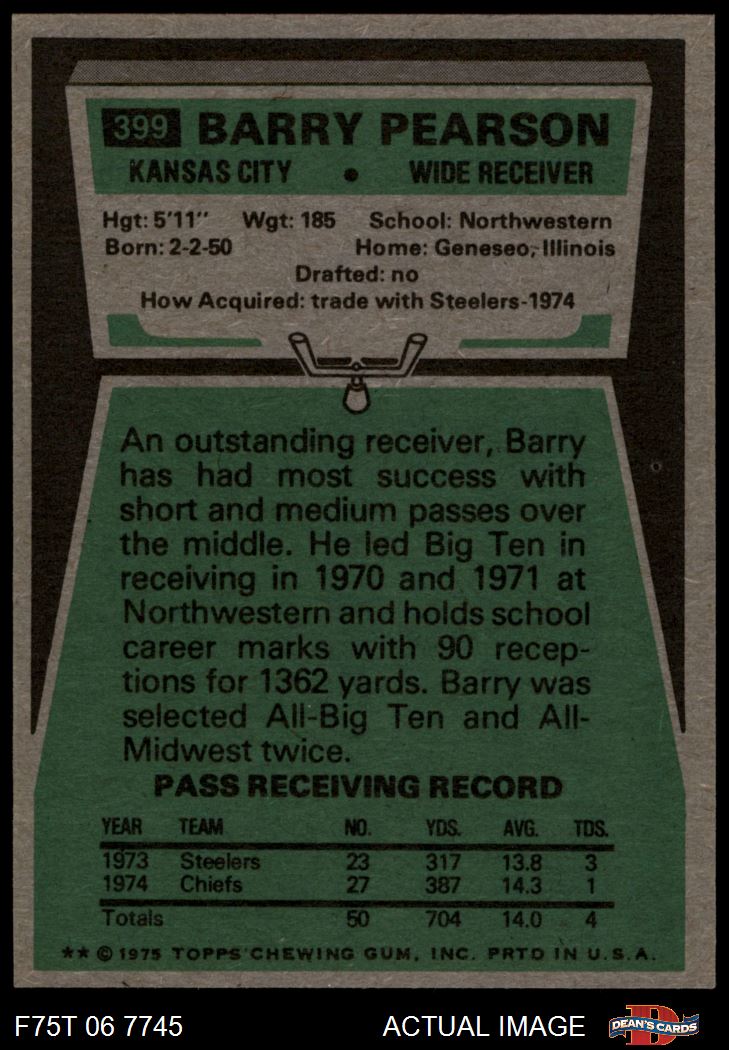 399 BARRY PEARSON
KANSAS CITY • WIDE RECEIVER
Hgt: 5'11" Wgt: 185 School: Northwestern
Born: 2-2-50 Home: Geneseo, Illinois
Drafted: no
How Acquired: trade with Steelers-1974
An outstanding receiver, Barry
has had most success with
short and medium passes over
the middle. He led Big Ten in
receiving in 1970 and 1971 at
Northwestern and holds school
career marks with 90 recep-
tions for 1362 yards. Barry was
selected All-Big Ten and All-
Midwest twice.
PASS RECEIVING RECORD
YEAR TEAM NO. YDS. AVG. TDS.
1973 Steelers 23 317 13.8 3
1974 Chiefs 27 387 14.3 1
Totals 50 704 14.0 4
** © 1975 TOPPS CHEWING GUM, INC. PRTD IN U.S.A.
F75T 06 7745 ACTUAL IMAGE D DEAN'S CARDS